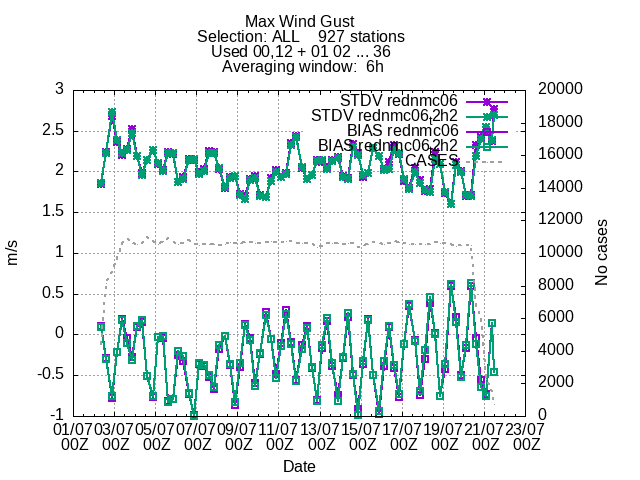 Max Wind Gust
Selection: ALL    927 stations
Used 00,12 + 01 02 ... 36
Averaging window:  6h
3
2.5
2
1.5
1
0.5
0
-0.5
-1
m/s
20000
18000
16000
14000
12000
10000
8000
6000
4000
2000
0
No cases
STDV rednmc06
STDV rednmc06,2h2
BIAS rednmc06
BIAS rednmc06,2h2
CASES
01/07 03/07 05/07 07/07 09/07 11/07 13/07 15/07 17/07 19/07 21/07 23/07
00Z 00Z 00Z 00Z 00Z 00Z 00Z 00Z 00Z 00Z 00Z 00Z
Date